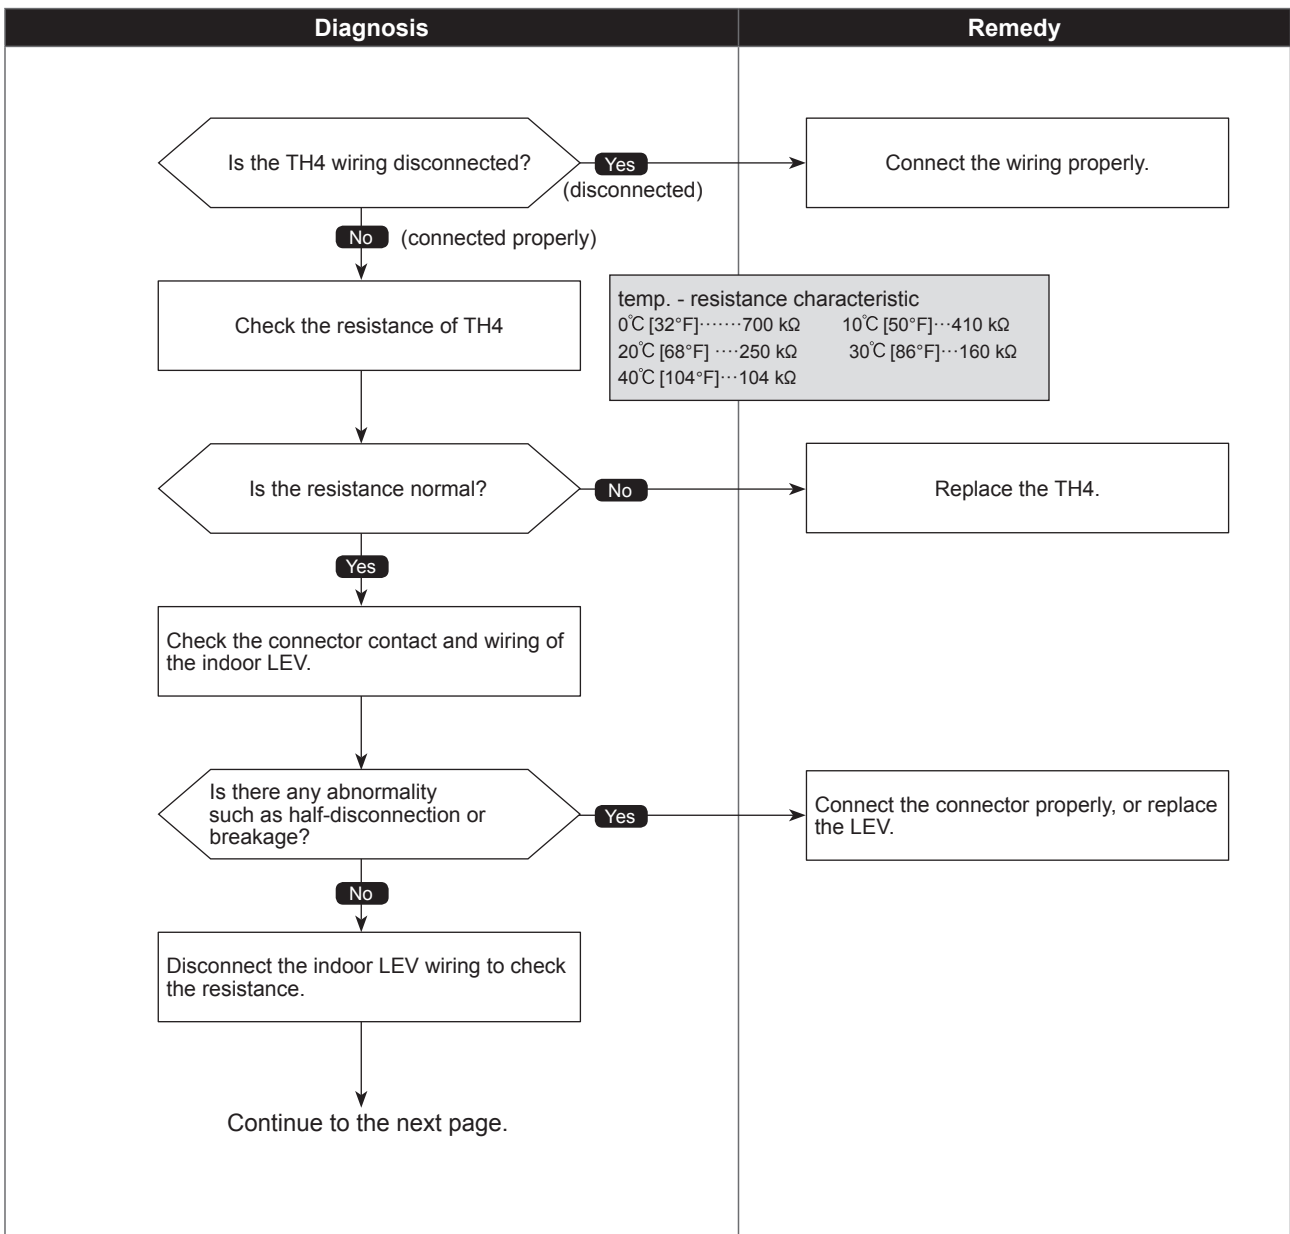 Diagnosis
Remedy
Is the TH4 wiring disconnected?
Yes
(disconnected)
Connect the wiring properly.
No
(connected properly)
Check the resistance of TH4
temp. - resistance characteristic
0℃ [32°F]·······700 kΩ 10℃ [50°F]···410 kΩ
20℃ [68°F] ····250 kΩ 30℃ [86°F]···160 kΩ
40℃ [104°F]···104 kΩ
Is the resistance normal?
No
Replace the TH4.
Yes
Check the connector contact and wiring of
the indoor LEV.
Is there any abnormality
such as half-disconnection or
breakage?
Yes
Connect the connector properly, or replace
the LEV.
No
Disconnect the indoor LEV wiring to check
the resistance.
Continue to the next page.